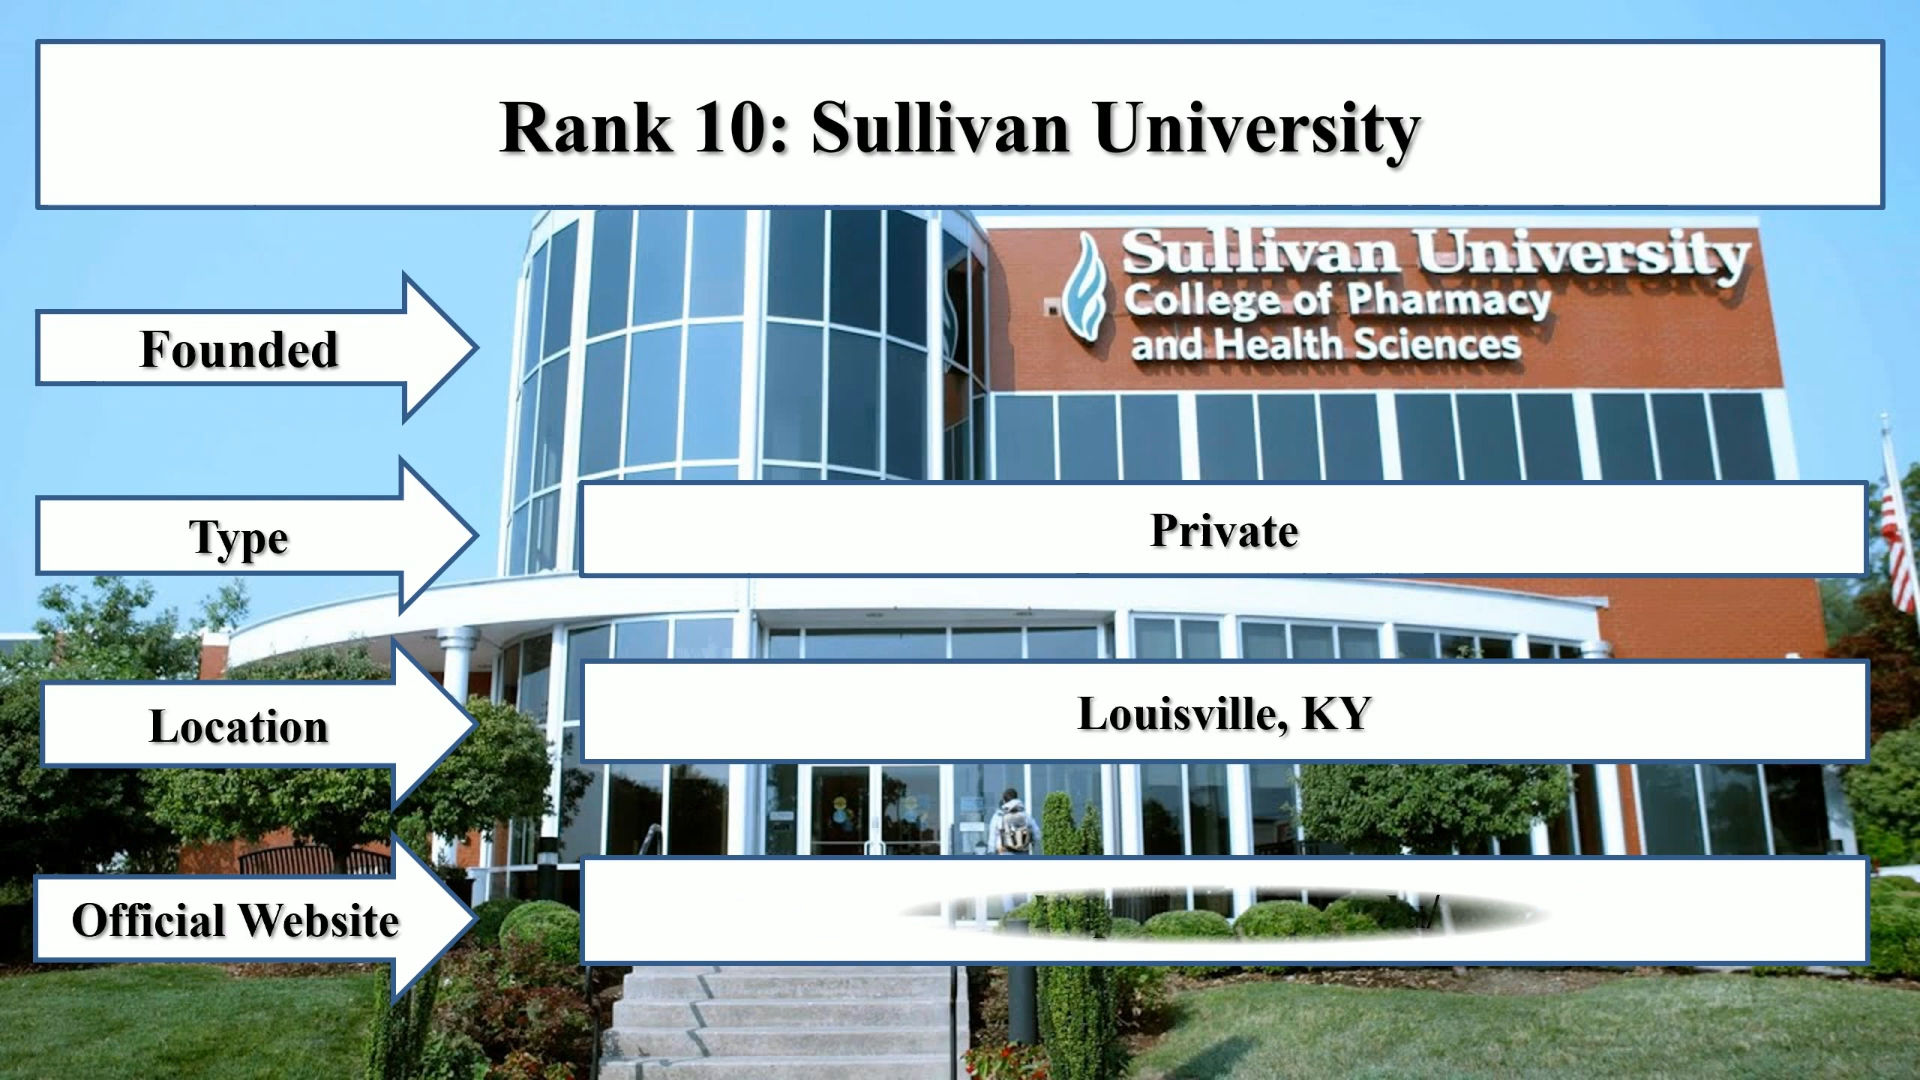 Rank 10: Sullivan University
Sullivan University
College of Pharmacy
and Health Sciences
Founded
Type
Private
Location
Louisville, KY
Official Website